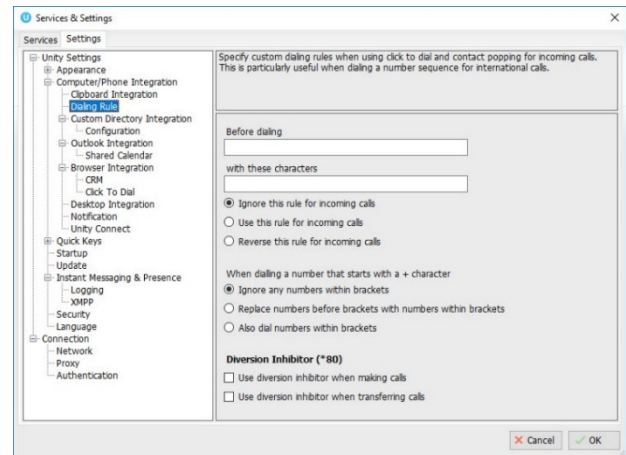 Services & Settings
Services Settings
Unity Settings
Appearance
Computer/Phone Integration
Clipboard Integration
Dialing Rule
Custom Directory Integration
Configuration
Outlook Integration
Shared Calendar
Browser Integration
CRM
Click To Dial
Desktop Integration
Notification
Unity Connect
Quick Keys
Startup
Update
Instant Messaging & Presence
Logging
XMPP
Security
Language
Connection
Network
Proxy
Authentication
Specify custom dialing rules when using click to dial and contact popping for incoming calls.
This is particularly useful when dialing a number sequence for international calls.
Before dialing
with these characters
Ignore this rule for incoming calls
Use this rule for incoming calls
Reverse this rule for incoming calls
When dialing a number that starts with a + character
Ignore any numbers within brackets
Replace numbers before brackets with numbers within brackets
Also dial numbers within brackets
Diversion Inhibitor (*80)
Use diversion inhibitor when making calls
Use diversion inhibitor when transferring calls
Cancel OK